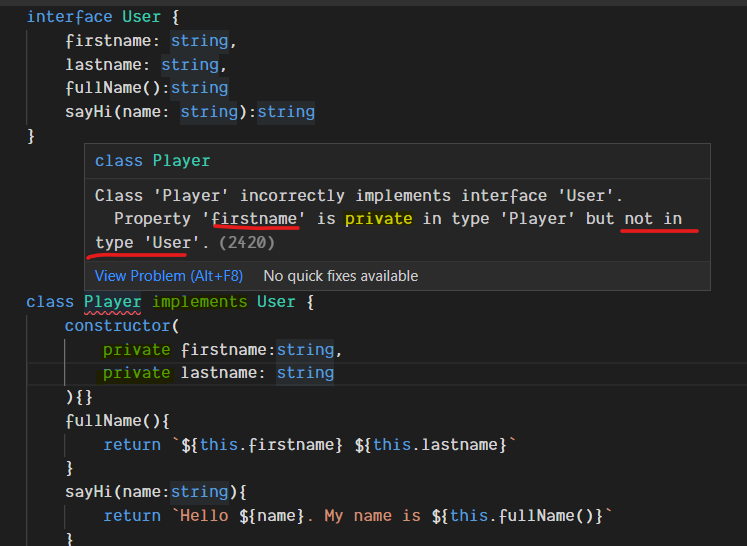 interface User {
firstname: string,
lastname: string,
fullName():string
sayHi(name: string):string
}
class Player
Class 'Player' incorrectly implements interface 'User'.
Property 'firstname' is private in type 'Player' but not in
type 'User'. (2420)
View Problem (Alt+F8) No quick fixes available
class Player implements User {
constructor(
private firstname:string,
private lastname: string
){}
fullName(){
return `${this.firstname} ${this.lastname}`
}
sayHi(name:string){
return `Hello ${name}. My name is ${this.fullName()}`
}